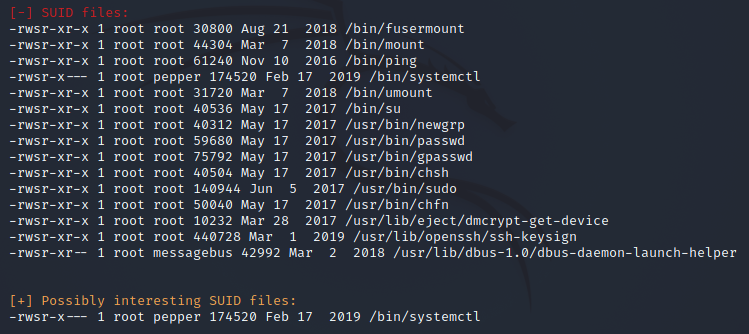 [-] SUID files:
-rwsr-xr-x 1 root root 30800 Aug 21  2018 /bin/fusermount
-rwsr-xr-x 1 root root 44304 Mar  7  2018 /bin/mount
-rwsr-xr-x 1 root root 61240 Nov 10  2016 /bin/ping
-rwsr-x--- 1 root pepper 174520 Feb 17  2019 /bin/systemctl
-rwsr-xr-x 1 root root 31720 Mar  7  2018 /bin/umount
-rwsr-xr-x 1 root root 40536 May 17  2017 /bin/su
-rwsr-xr-x 1 root root 40312 May 17  2017 /usr/bin/newgrp
-rwsr-xr-x 1 root root 59680 May 17  2017 /usr/bin/passwd
-rwsr-xr-x 1 root root 75792 May 17  2017 /usr/bin/gpasswd
-rwsr-xr-x 1 root root 40504 May 17  2017 /usr/bin/chsh
-rwsr-xr-x 1 root root 140944 Jun  5  2017 /usr/bin/sudo
-rwsr-xr-x 1 root root 50040 May 17  2017 /usr/bin/chfn
-rwsr-xr-x 1 root root 10232 Mar 28  2017 /usr/lib/eject/dmcrypt-get-device
-rwsr-xr-x 1 root root 440728 Mar  1  2019 /usr/lib/openssh/ssh-keysign
-rwsr-xr-- 1 root messagebus 42992 Mar  2  2018 /usr/lib/dbus-1.0/dbus-daemon-launch-helper
[+] Possibly interesting SUID files:
-rwsr-x--- 1 root pepper 174520 Feb 17  2019 /bin/systemctl